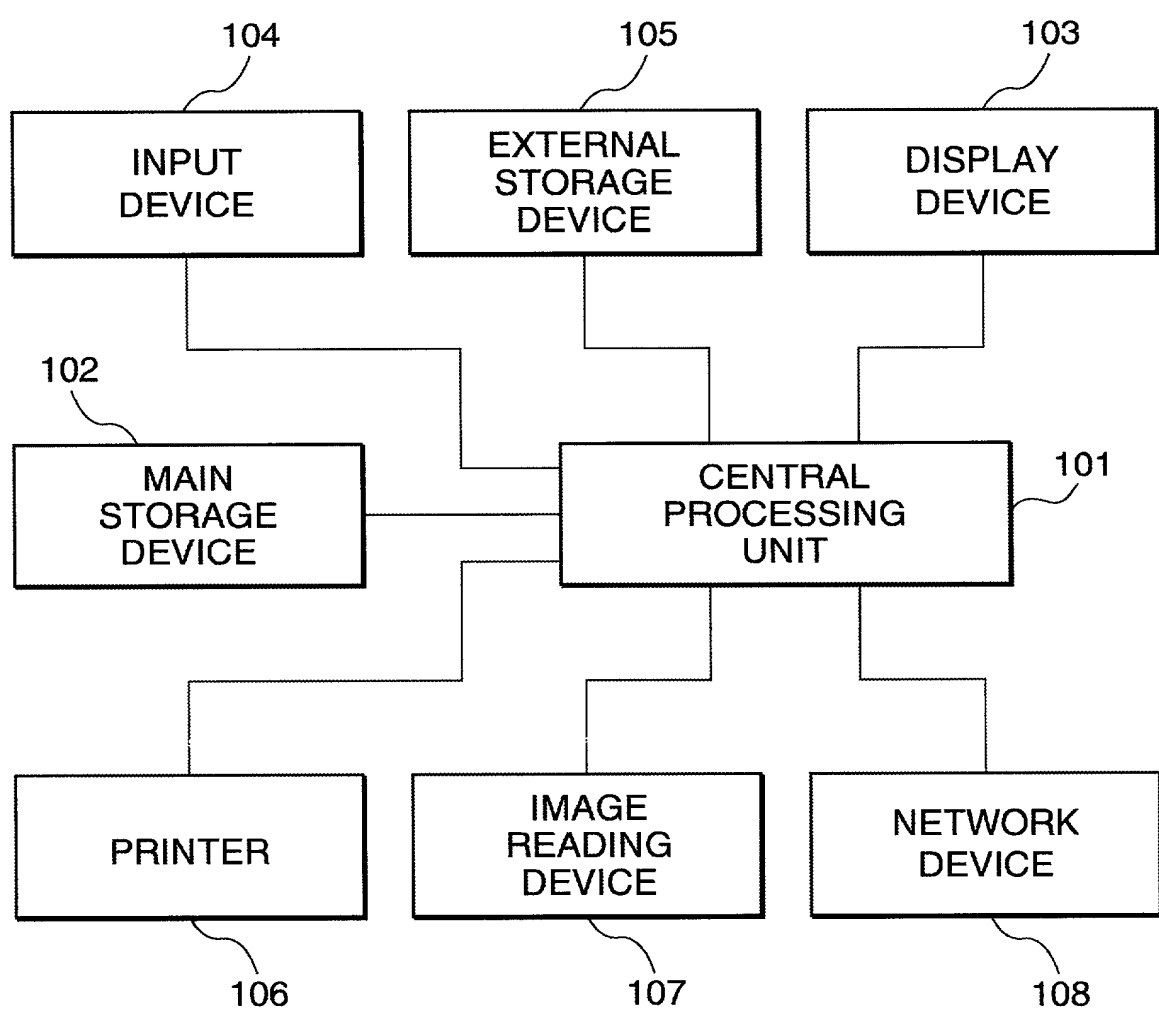 104
105
103
INPUT
DEVICE
EXTERNAL
STORAGE
DEVICE
DISPLAY
DEVICE
102
101
MAIN
STORAGE
DEVICE
CENTRAL
PROCESSING
UNIT
PRINTER
IMAGE
READING
DEVICE
NETWORK
DEVICE
106
107
108